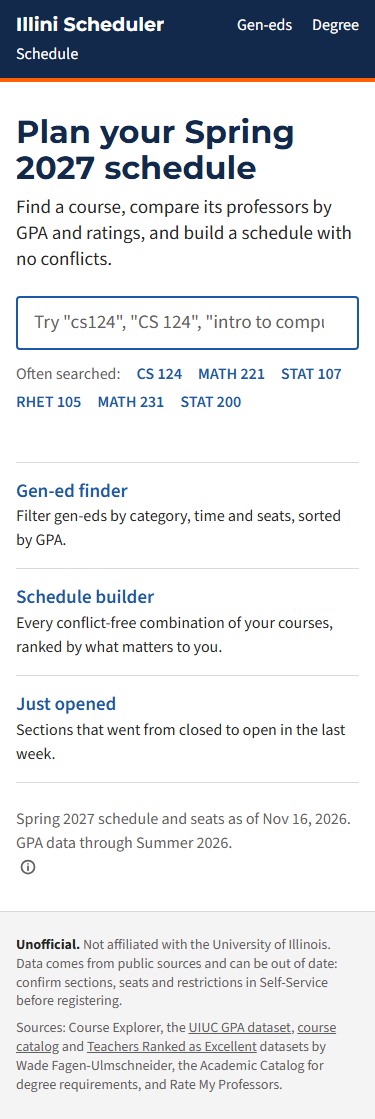 Illini Scheduler Gen-eds Degree
Schedule
Plan your Spring
2027 schedule
Find a course, compare its professors by
GPA and ratings, and build a schedule with
no conflicts.
Try "cs124", "CS 124", "intro to compu
Often searched: CS 124 MATH 221 STAT 107
RHET 105 MATH 231 STAT 200
Gen-ed finder
Filter gen-eds by category, time and seats, sorted
by GPA.
Schedule builder
Every conflict-free combination of your courses,
ranked by what matters to you.
Just opened
Sections that went from closed to open in the last
week.
Spring 2027 schedule and seats as of Nov 16, 2026.
GPA data through Summer 2026.
Unofficial. Not affiliated with the University of Illinois.
Data comes from public sources and can be out of date:
confirm sections, seats and restrictions in Self-Service
before registering.
Sources: Course Explorer, the UIUC GPA dataset, course
catalog and Teachers Ranked as Excellent datasets by
Wade Fagen-Ulmschneider, the Academic Catalog for
degree requirements, and Rate My Professors.